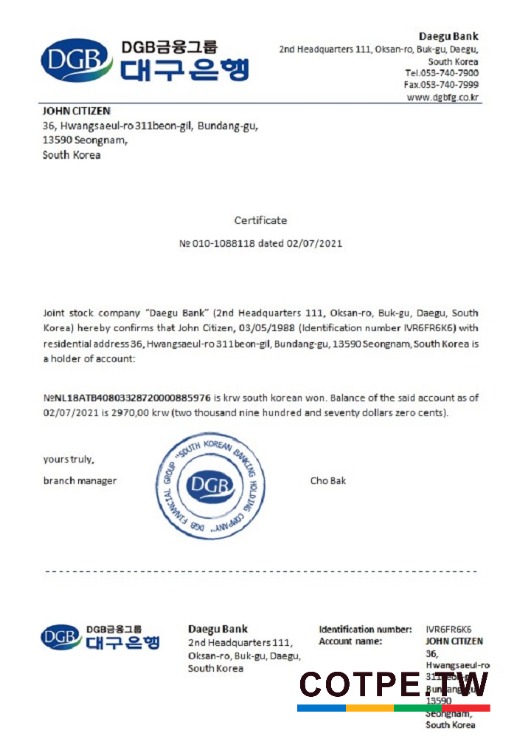 DGB
DGB금융그룹
대구은행
Daegu Bank
2nd Headquarters 111, Oksan-ro, Buk-gu, Daegu,
South Korea
Tel.053-740-7900
Fax.053-740-7999
www.dgbfg.co.kr
JOHN CITIZEN
36, Hwangsaeul-ro 311beon-gil, Bundang-gu,
13590 Seongnam,
South Korea
Certificate
№ 010-1088118 dated 02/07/2021
Joint stock company "Daegu Bank" (2nd Headquarters 111, Oksan-ro, Buk-gu, Daegu, South
Korea) hereby confirms that John Citizen, 03/05/1988 (Identification number IVR6FR6K6) with
residential address 36, Hwangsaeul-ro 311beon-gil, Bundang-gu, 13590 Seongnam, South Korea is
a holder of account:
№NL18ATB40803328720000885976 is krw south korean won. Balance of the said account as of
02/07/2021 is 2970,00 krw (two thousand nine hundred and seventy dollars zero cents).
yours truly,
branch manager
DGB FINANCIAL GROUP "SOUTH KOREAN BANKING HOLDING COMPANY"
DGB
Cho Bak
DGB
DGB금융그룹
대구은행
Daegu Bank
2nd Headquarters 111,
Oksan-ro, Buk-gu, Daegu,
South Korea
Identification number: IVR6FR6K6
Account name: JOHN CITIZEN
36,
Hwangsaeul-ro
13590
Seongnam,
South Korea
COTPE.TW